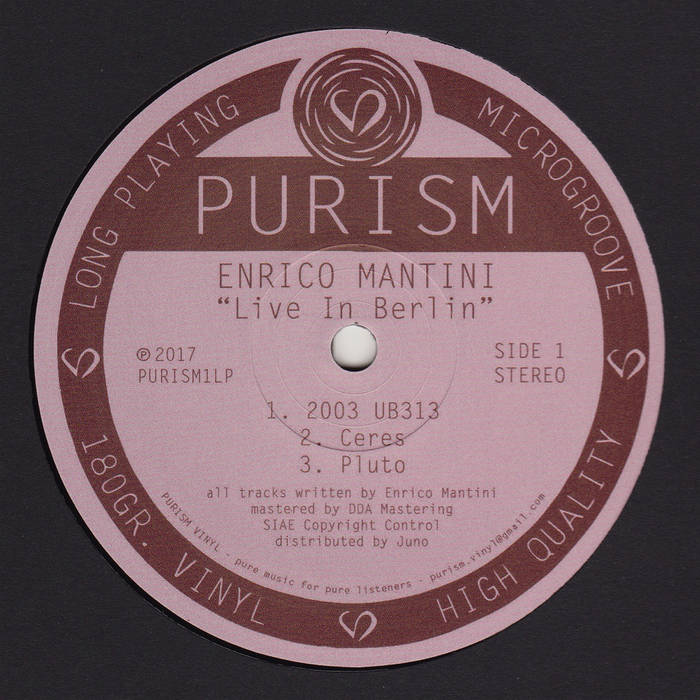 LONG PLAYING
MICROGROOVE
PURISM
ENRICO MANTINI
“Live In Berlin”
℗ 2017
PURISM1LP
SIDE 1
STEREO
1. 2003 UB313
2. Ceres
3. Pluto
all tracks written by Enrico Mantini
mastered by DDA Mastering
SIAE Copyright Control
distributed by Juno
PURISM VINYL - pure music for pure listeners - purism.vinyl@gmail.com
180GR. VINYL
HIGH QUALITY